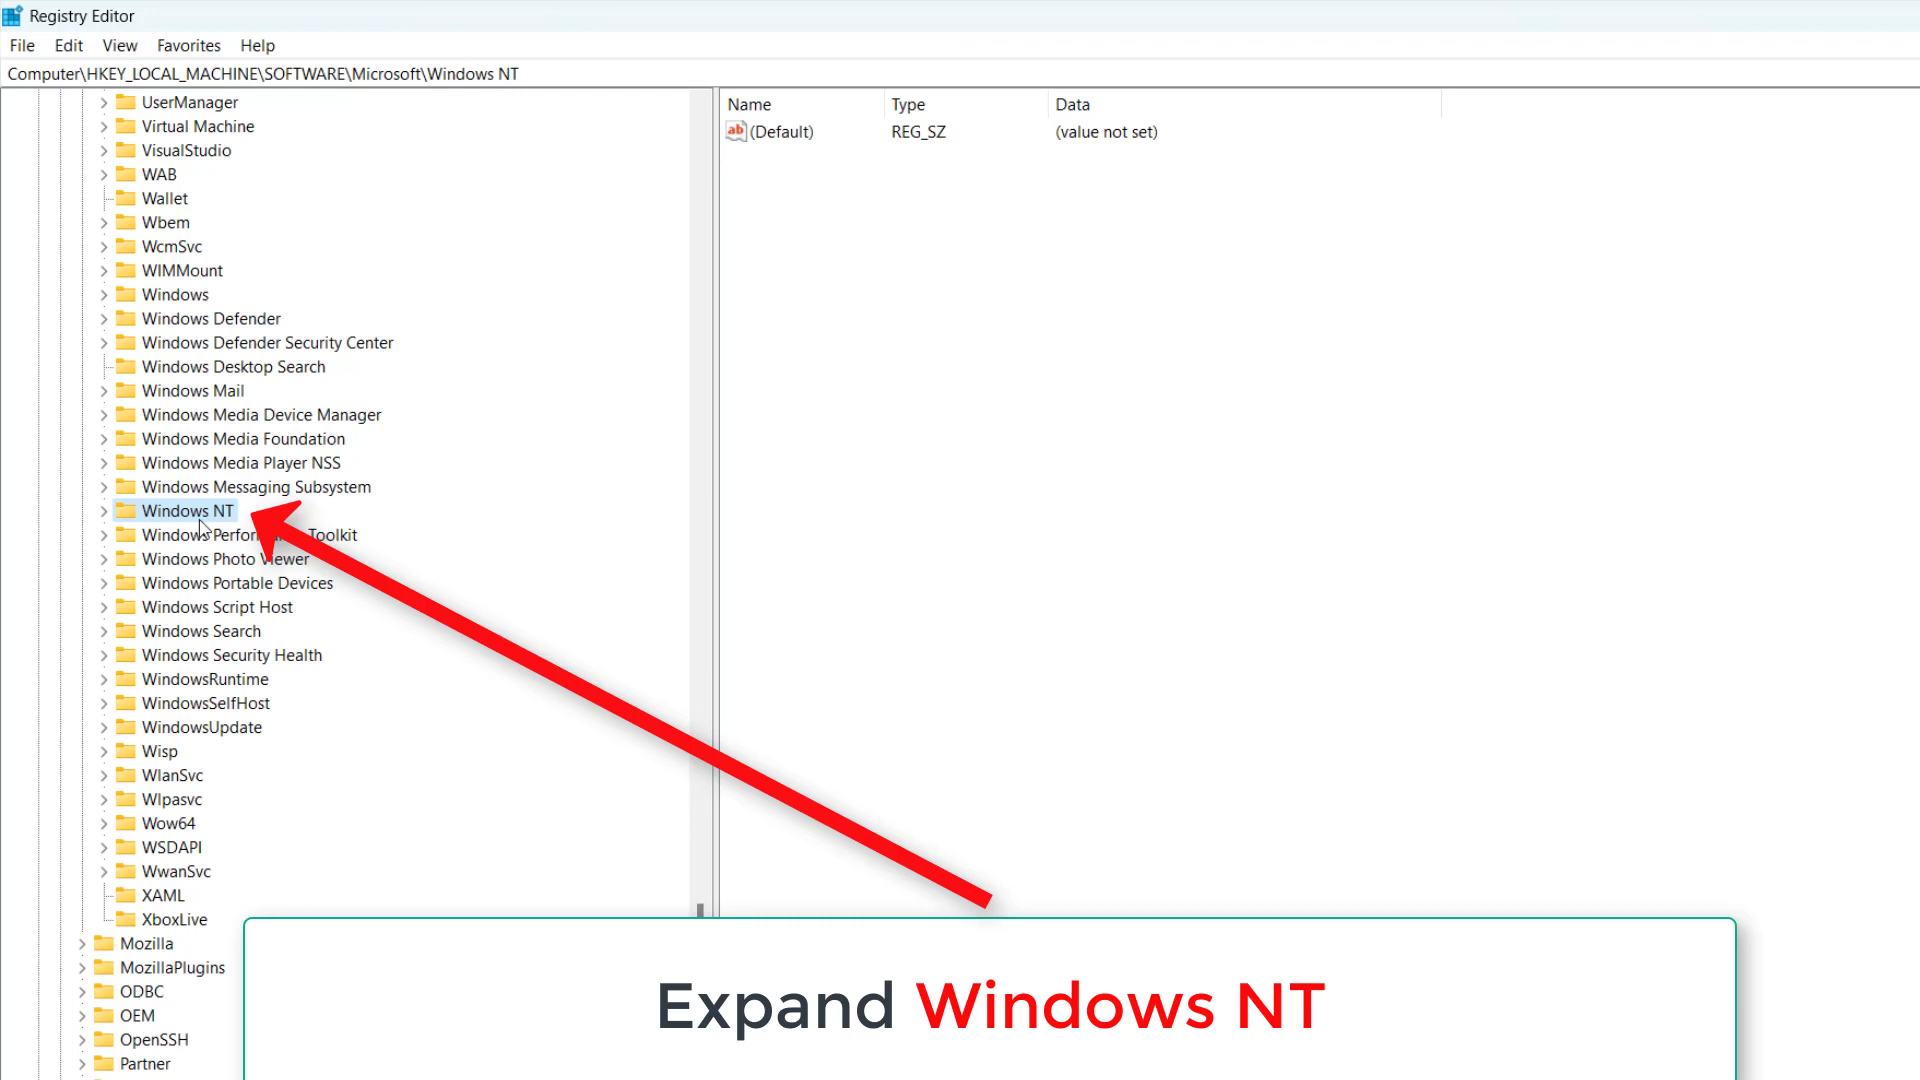 Registry Editor
File Edit View Favorites Help
Computer\HKEY_LOCAL_MACHINE\SOFTWARE\Microsoft\Windows NT
Name Type Data
ab (Default) REG_SZ (value not set)
UserManager
Virtual Machine
VisualStudio
WAB
Wallet
Wbem
WcmSvc
WIMMount
Windows
Windows Defender
Windows Defender Security Center
Windows Desktop Search
Windows Mail
Windows Media Device Manager
Windows Media Foundation
Windows Media Player NSS
Windows Messaging Subsystem
Windows NT
Toolkit
Windows Photo Viewer
Windows Portable Devices
Windows Script Host
Windows Search
Windows Security Health
WindowsRuntime
WindowsSelfHost
WindowsUpdate
Wisp
WlanSvc
Wlpasvc
Wow64
WSDAPI
WwanSvc
XAML
XboxLive
Mozilla
MozillaPlugins
ODBC
OEM
OpenSSH
Partner
Expand Windows NT